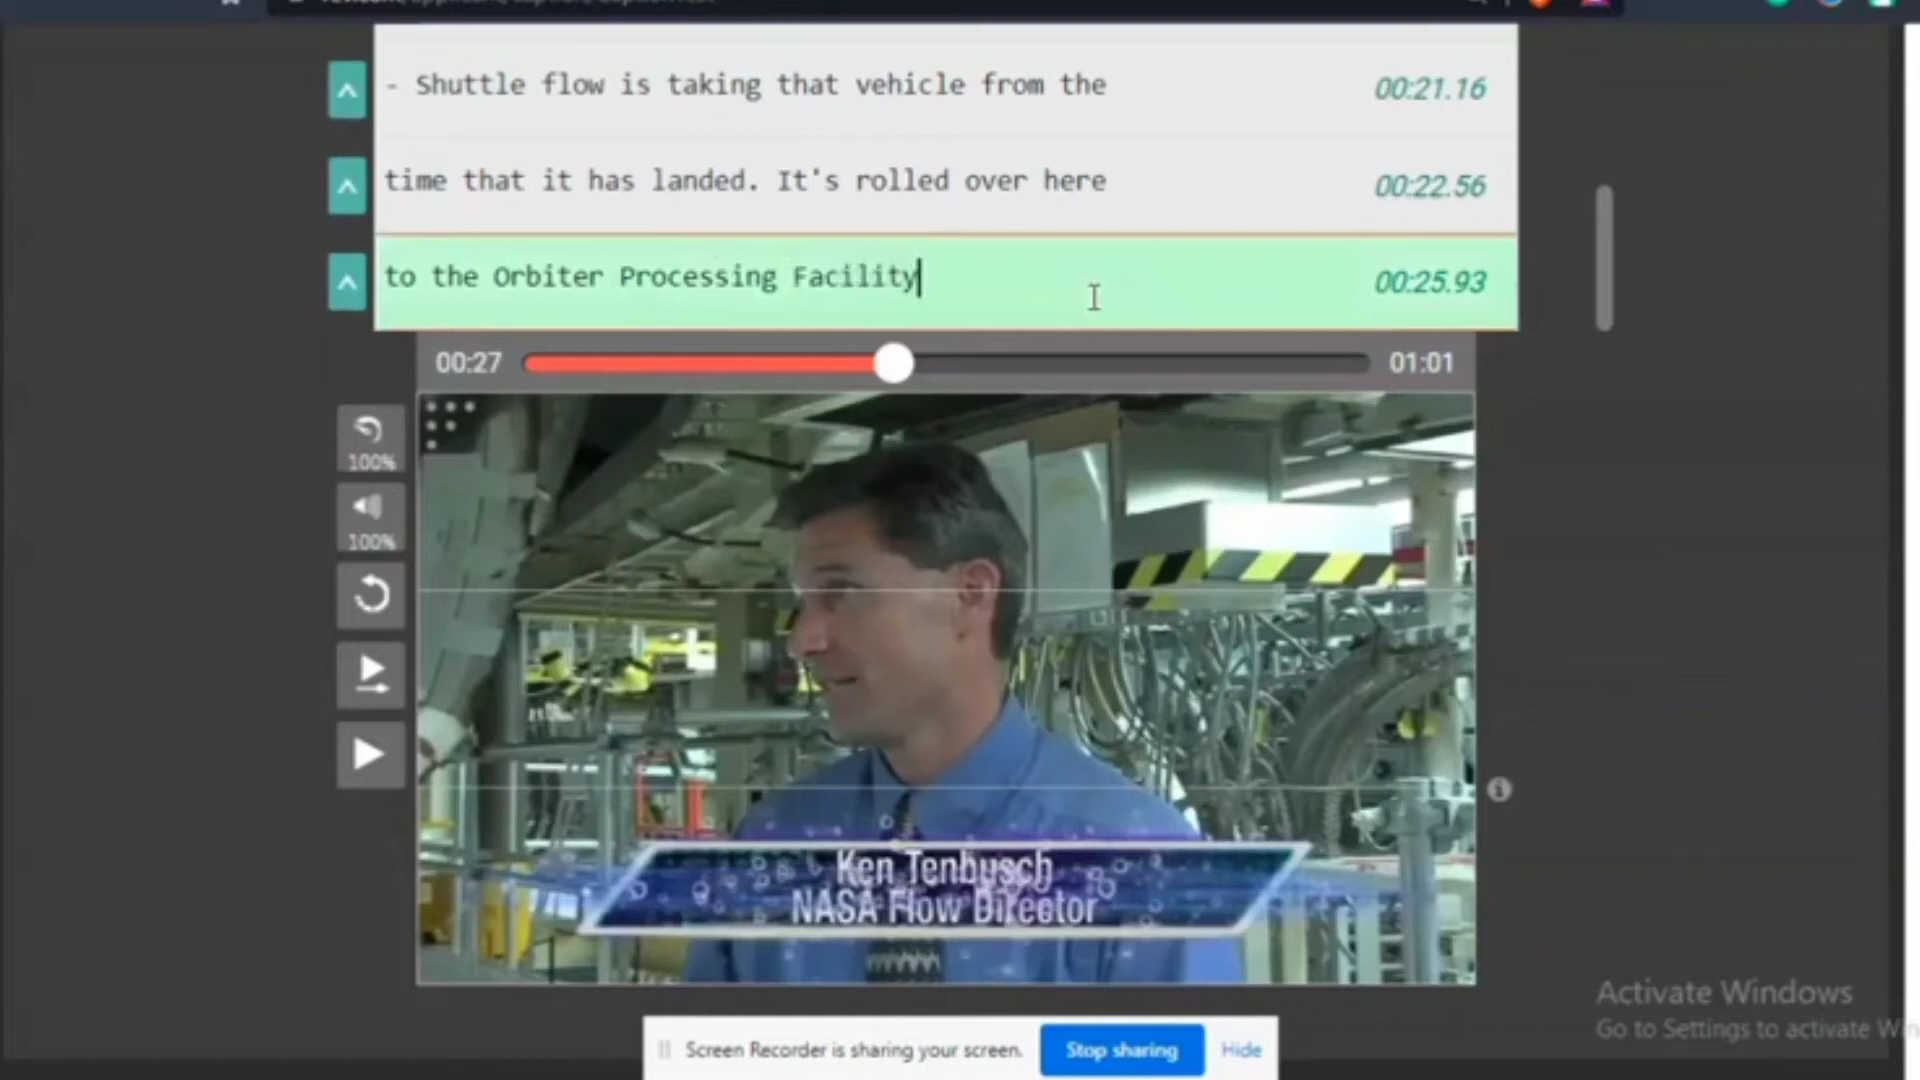 - Shuttle flow is taking that vehicle from the 00:21.16
time that it has landed. It's rolled over here 00:22.56
to the Orbiter Processing Facility 00:25.93
00:27 01:01
100%
100%
Ken Tenbusch
NASA Flow Director
Activate Windows
Go to Settings to activate Win
Screen Recorder is sharing your screen. Stop sharing Hide